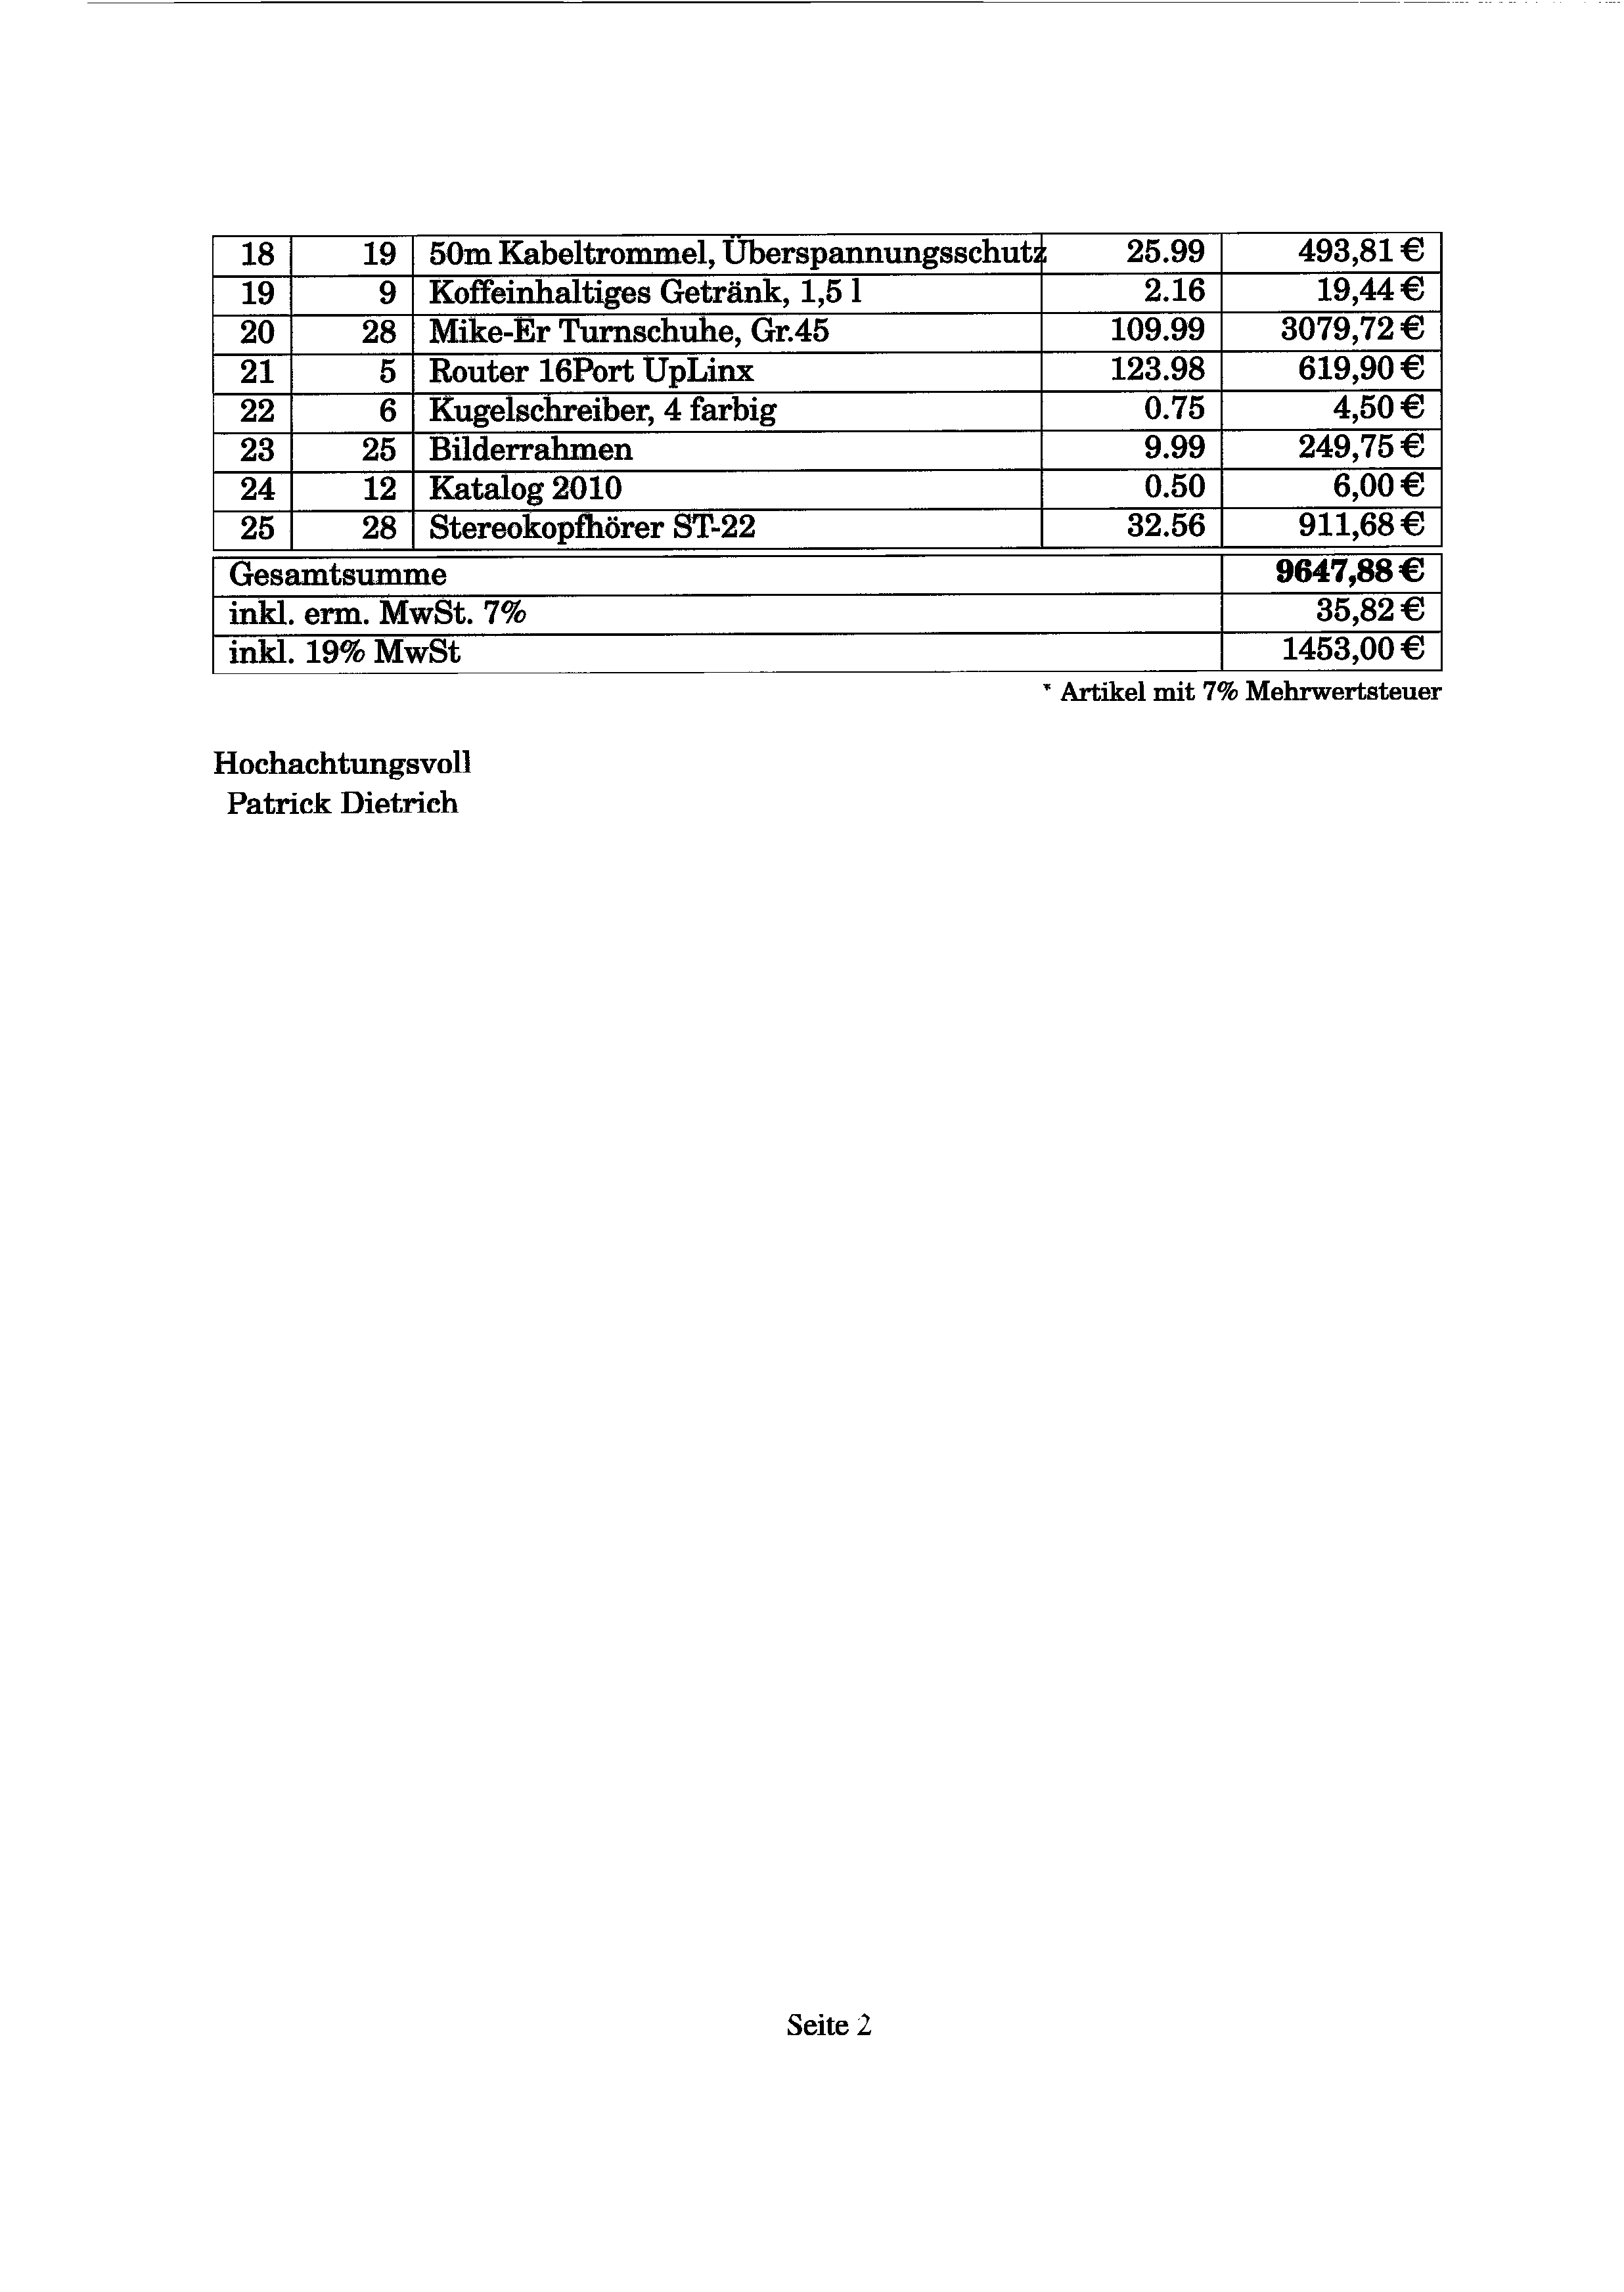 18 19 50m Kabeltrommel, Überspannungsschutz 25.99 493,81 €
19 9 Koffeinhaltiges Getränk, 1,5 l 2.16 19,44 €
20 28 Mike-Er Turnschuhe, Gr.45 109.99 3079,72 €
21 5 Router 16Port UpLinx 123.98 619,90 €
22 6 Kugelschreiber, 4 farbig 0.75 4,50 €
23 25 Bilderrahmen 9.99 249,75 €
24 12 Katalog 2010 0.50 6,00 €
25 28 Stereokopfhörer ST-22 32.56 911,68 €
Gesamtsumme 9647,88 €
inkl. erm. MwSt. 7% 35,82 €
inkl. 19% MwSt 1453,00 €
* Artikel mit 7% Mehrwertsteuer
Hochachtungsvoll
Patrick Dietrich
Seite 2